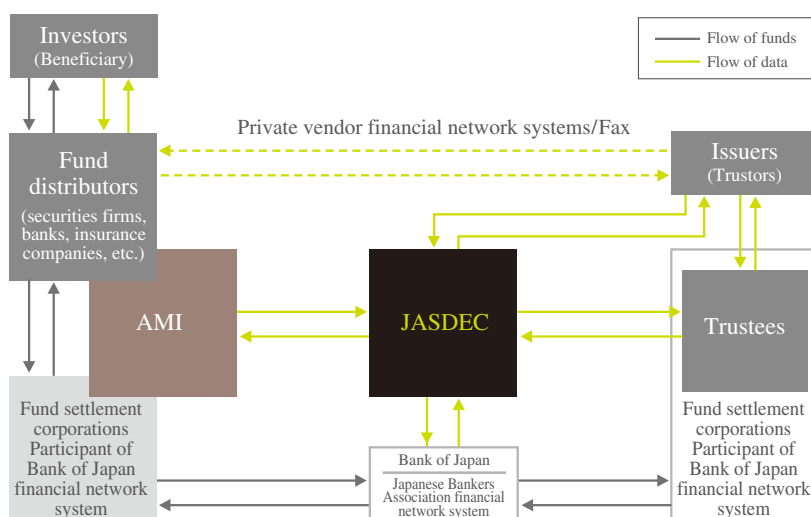 Investors
(Beneficiary)
Flow of funds
Flow of data
Private vendor financial network systems/Fax
Fund
distributors
(securities firms,
banks, insurance
companies, etc.)
Issuers
(Trustors)
AMI
JASDEC
Trustees
Fund settlement
corporations
Participant of
Bank of Japan
financial network
system
Bank of Japan
Japanese Bankers
Association financial
network system
Fund settlement
corporations
Participant of
Bank of Japan
financial network
system